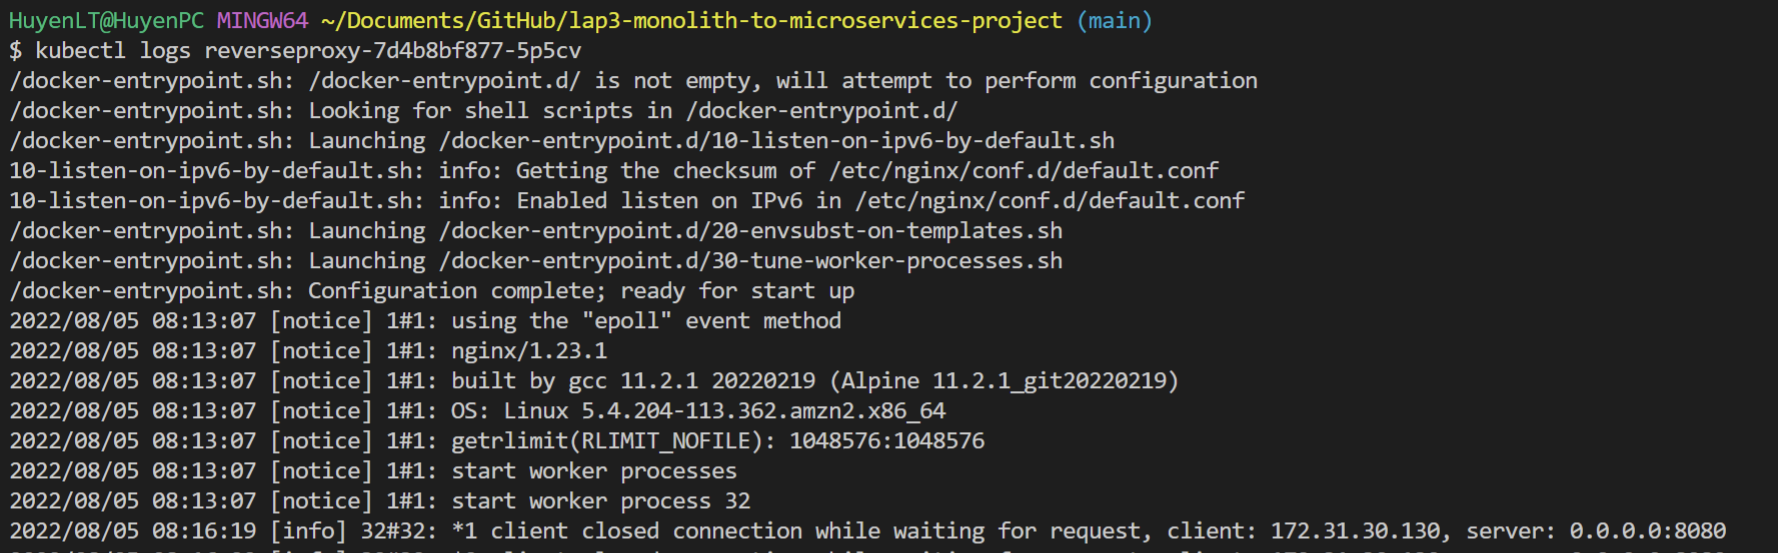 HuyenLT@HuyenPC MINGW64 ~/Documents/GitHub/lap3-monolith-to-microservices-project (main)
$ kubectl logs reverseproxy-7d4b8bf877-5p5cv
/docker-entrypoint.sh: /docker-entrypoint.d/ is not empty, will attempt to perform configuration
/docker-entrypoint.sh: Looking for shell scripts in /docker-entrypoint.d/
/docker-entrypoint.sh: Launching /docker-entrypoint.d/10-listen-on-ipv6-by-default.sh
10-listen-on-ipv6-by-default.sh: info: Getting the checksum of /etc/nginx/conf.d/default.conf
10-listen-on-ipv6-by-default.sh: info: Enabled listen on IPv6 in /etc/nginx/conf.d/default.conf
/docker-entrypoint.sh: Launching /docker-entrypoint.d/20-envsubst-on-templates.sh
/docker-entrypoint.sh: Launching /docker-entrypoint.d/30-tune-worker-processes.sh
/docker-entrypoint.sh: Configuration complete; ready for start up
2022/08/05 08:13:07 [notice] 1#1: using the "epoll" event method
2022/08/05 08:13:07 [notice] 1#1: nginx/1.23.1
2022/08/05 08:13:07 [notice] 1#1: built by gcc 11.2.1 20220219 (Alpine 11.2.1_git20220219)
2022/08/05 08:13:07 [notice] 1#1: OS: Linux 5.4.204-113.362.amzn2.x86_64
2022/08/05 08:13:07 [notice] 1#1: getrlimit(RLIMIT_NOFILE): 1048576:1048576
2022/08/05 08:13:07 [notice] 1#1: start worker processes
2022/08/05 08:13:07 [notice] 1#1: start worker process 32
2022/08/05 08:16:19 [info] 32#32: *1 client closed connection while waiting for request, client: 172.31.30.130, server: 0.0.0.0:8080